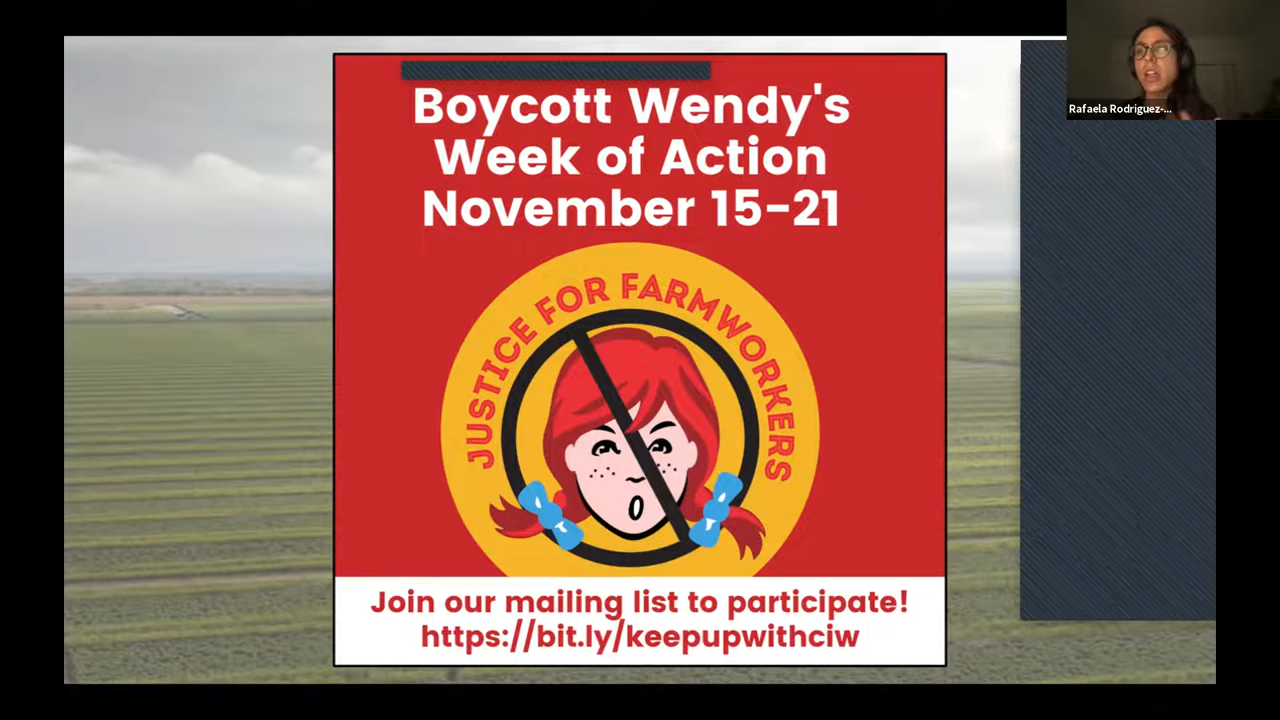 Boycott Wendy's
Week of Action
November 15-21
JUSTICE FOR FARMWORKERS
Join our mailing list to participate!
https://bit.ly/keepupwithciw
Rafaela Rodriguez-...